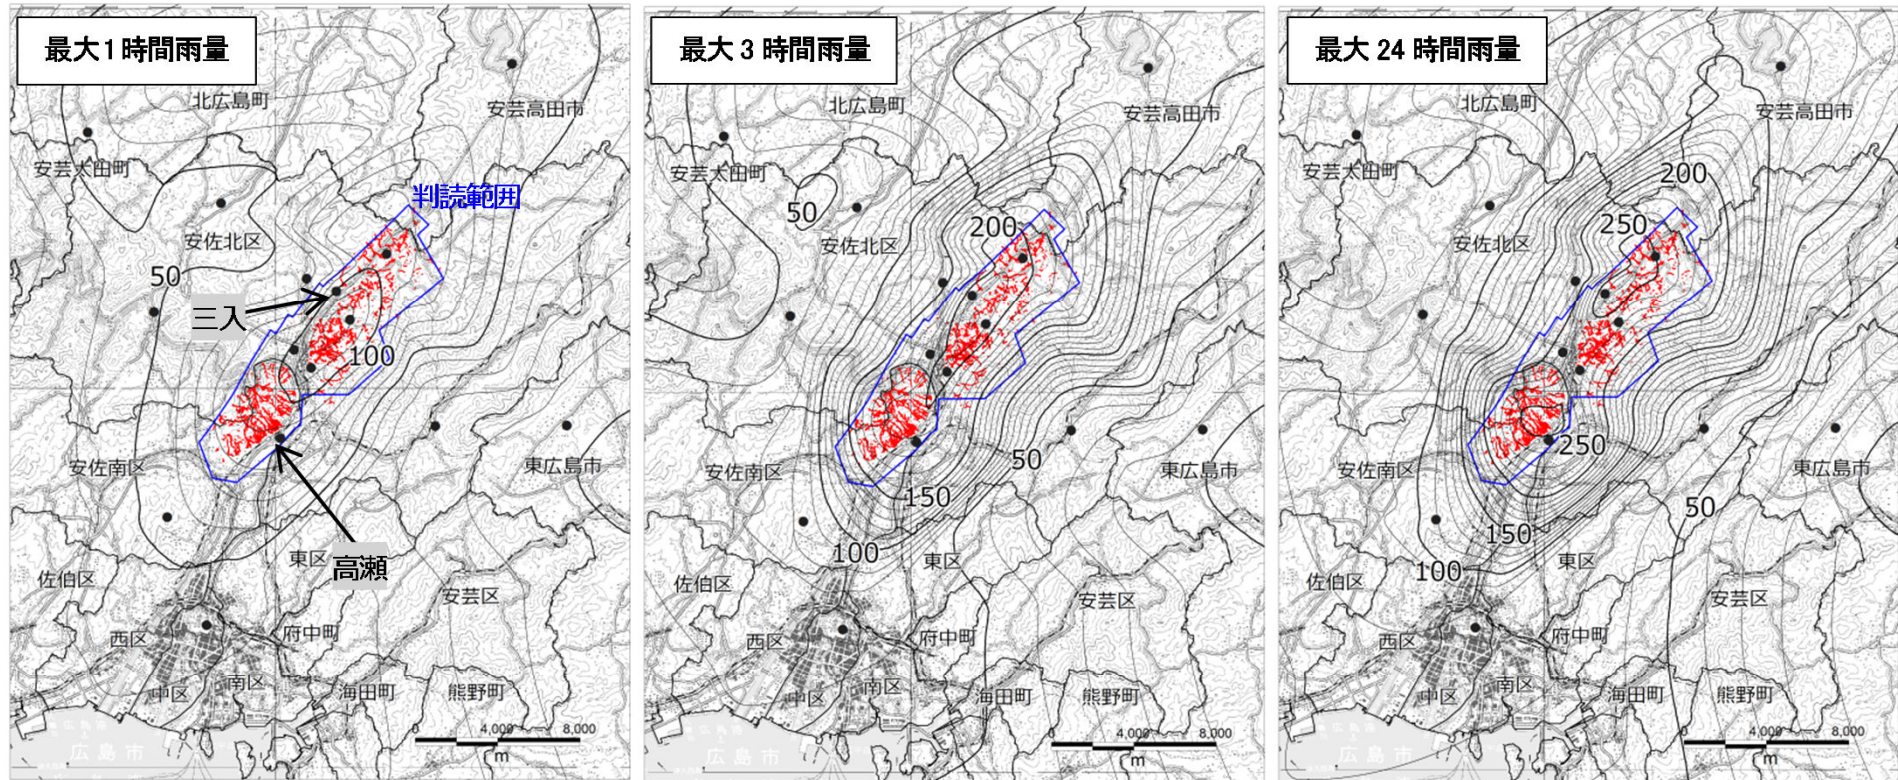 最大1時間雨量
北広島町
安芸高田市
安芸太田町
判読範囲
安佐北区
50
三入
100
安佐南区
東広島市
東区
高瀬
佐伯区
安芸区
西区
府中町
中区
南区
海田町
熊野町
広島市
4,000
8,000
m
最大3時間雨量
北広島町
安芸高田市
安芸太田町
50
200
安佐北区
安佐南区
50
東広島市
150
100
東区
佐伯区
安芸区
西区
府中町
中区
南区
海田町
熊野町
広島市
4,000
8,000
m
最大24時間雨量
北広島町
安芸高田市
安芸太田町
200
250
安佐北区
250
安佐南区
東広島市
50
150
100
東区
佐伯区
安芸区
西区
府中町
中区
南区
海田町
熊野町
広島市
4,000
8,000
m